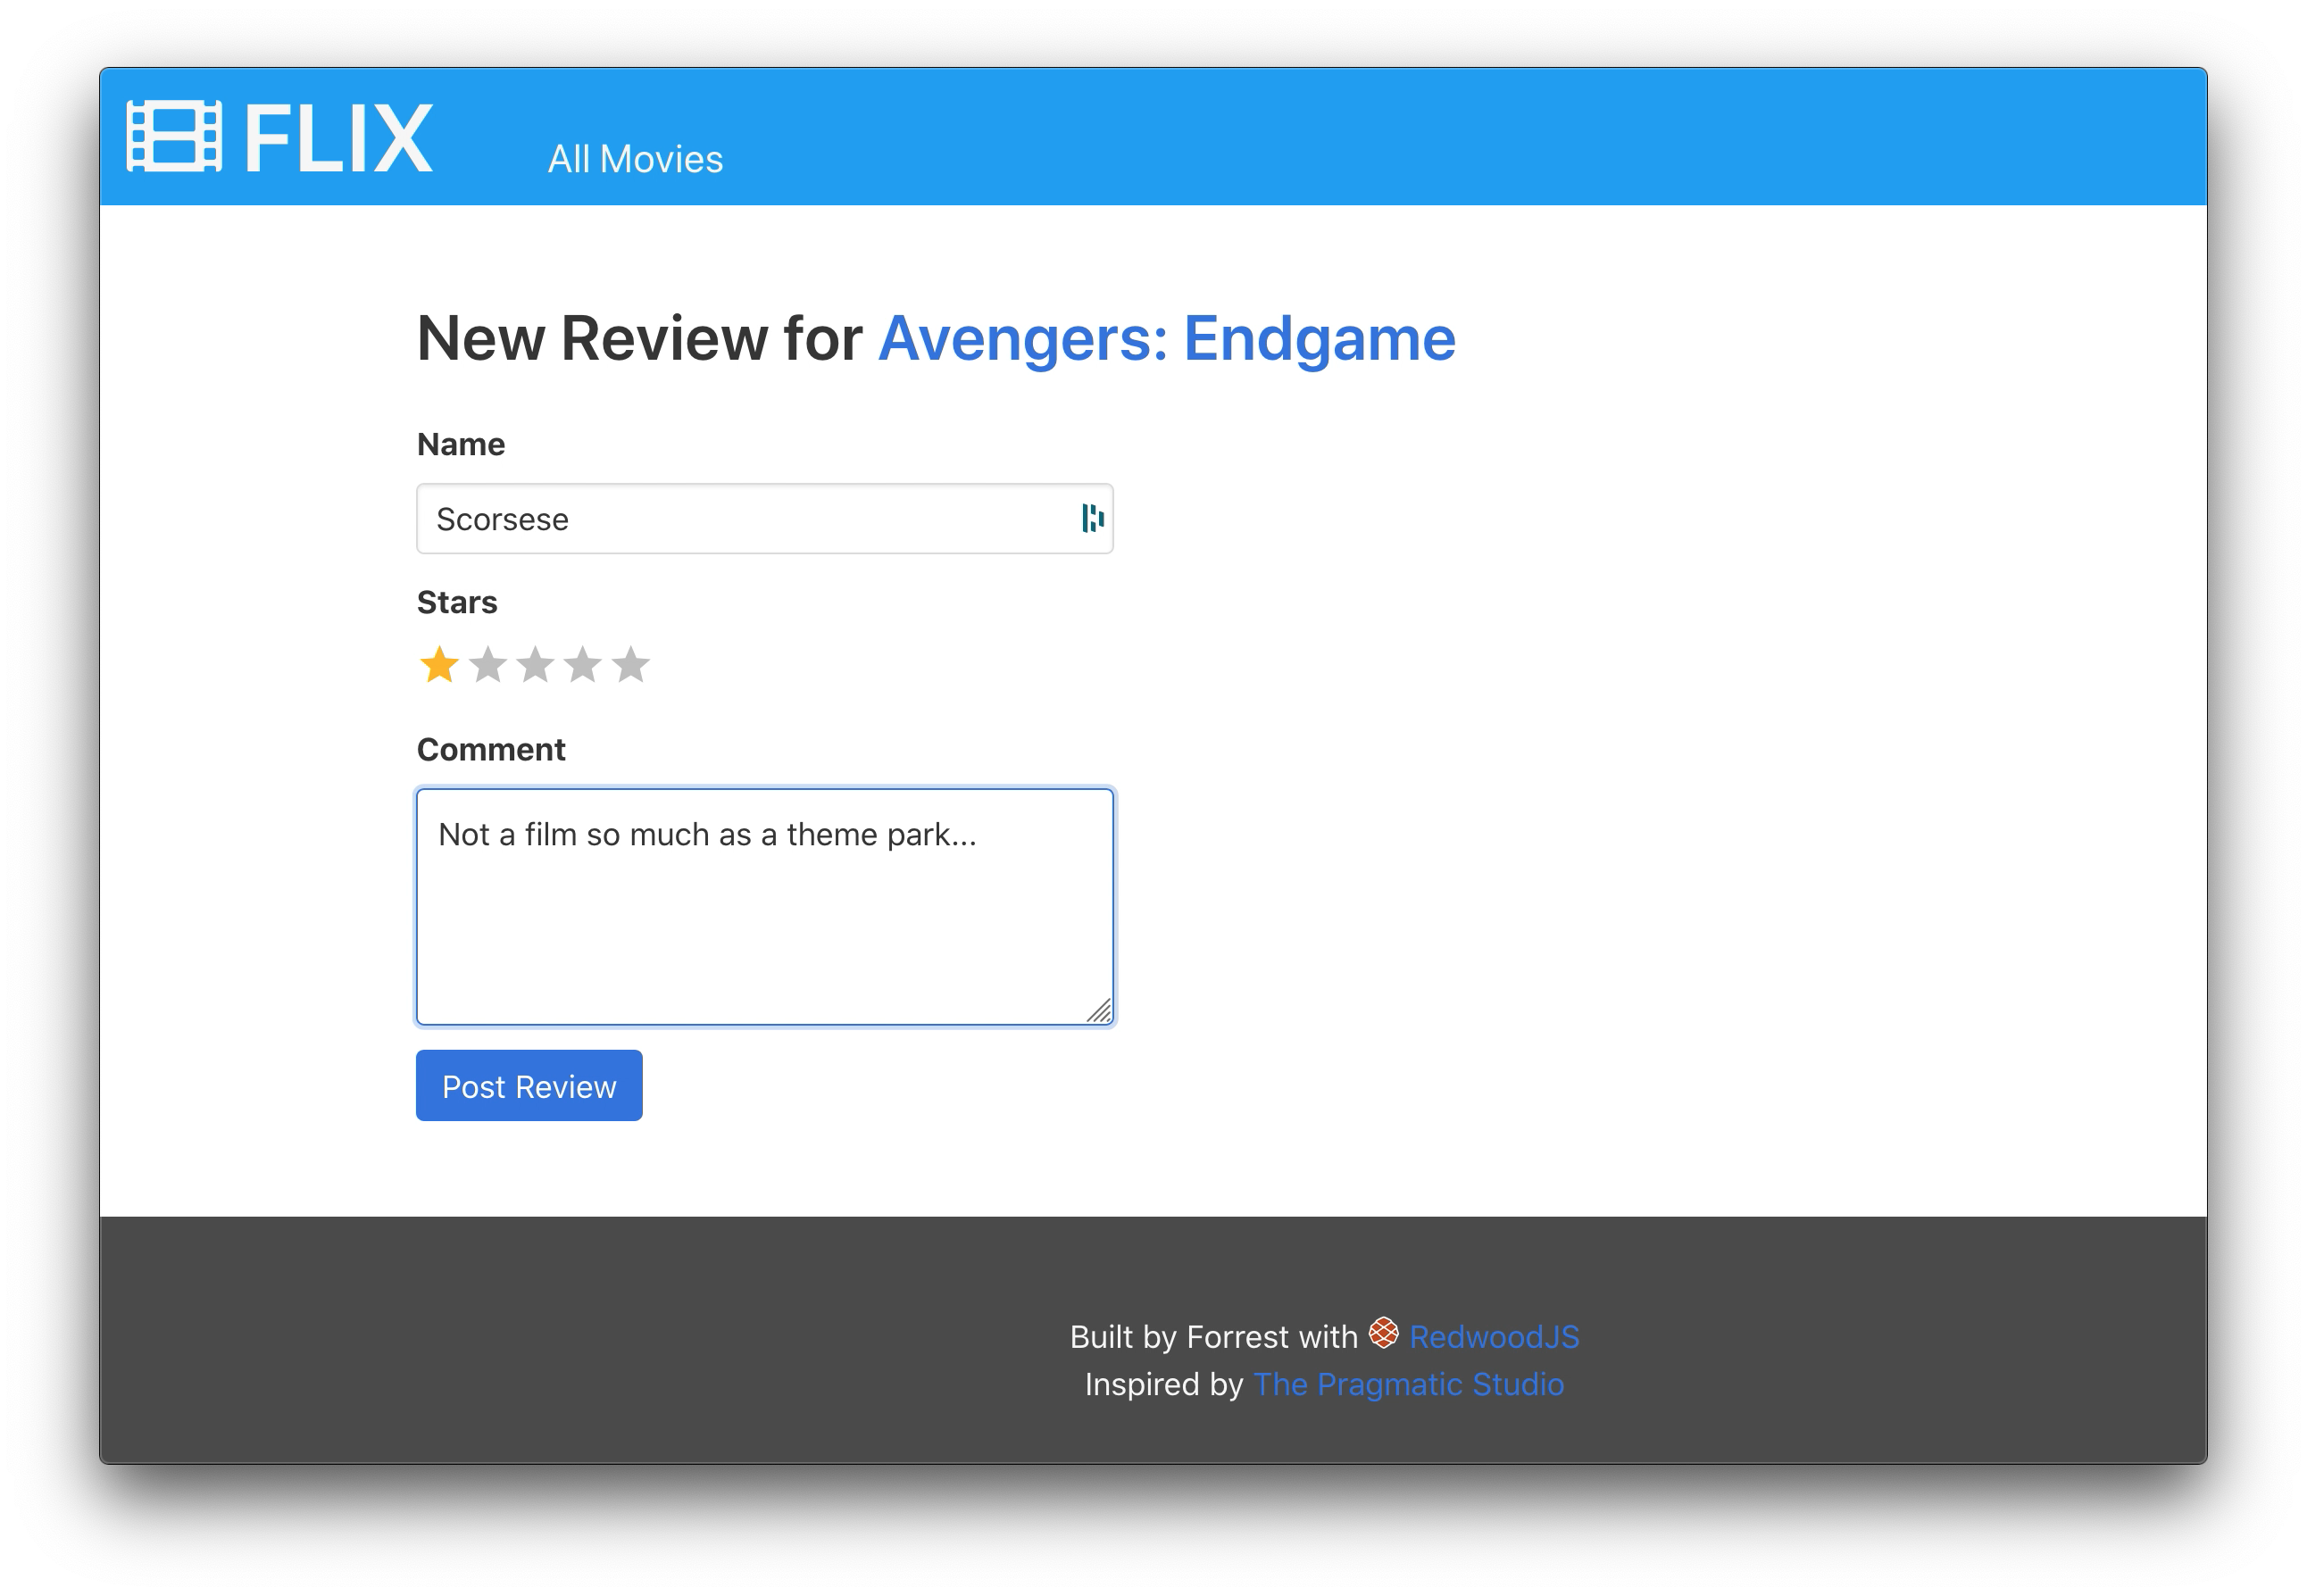 FLIX
All Movies
New Review for Avengers: Endgame
Name
Scorsese
Stars
Comment
Not a film so much as a theme park...
Post Review
Built by Forrest with RedwoodJS
Inspired by The Pragmatic Studio